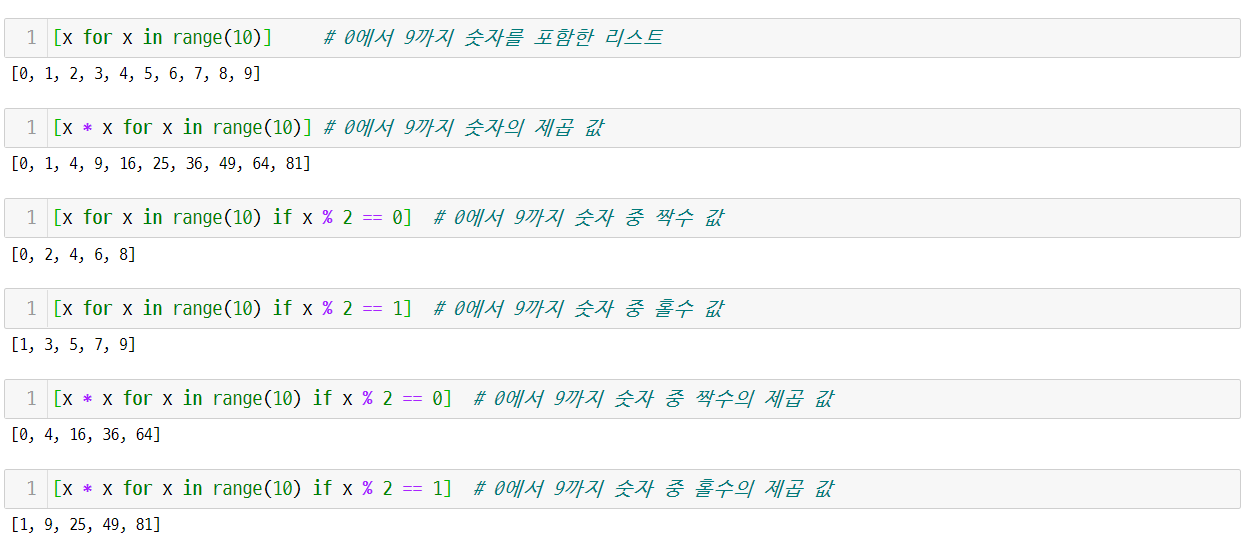 1 [x for x in range(10)] # 0에서 9까지 숫자를 포함한 리스트
[0, 1, 2, 3, 4, 5, 6, 7, 8, 9]
1 [x * x for x in range(10)] # 0에서 9까지 숫자의 제곱 값
[0, 1, 4, 9, 16, 25, 36, 49, 64, 81]
1 [x for x in range(10) if x % 2 == 0] # 0에서 9까지 숫자 중 짝수 값
[0, 2, 4, 6, 8]
1 [x for x in range(10) if x % 2 == 1] # 0에서 9까지 숫자 중 홀수 값
[1, 3, 5, 7, 9]
1 [x * x for x in range(10) if x % 2 == 0] # 0에서 9까지 숫자 중 짝수의 제곱 값
[0, 4, 16, 36, 64]
1 [x * x for x in range(10) if x % 2 == 1] # 0에서 9까지 숫자 중 홀수의 제곱 값
[1, 9, 25, 49, 81]